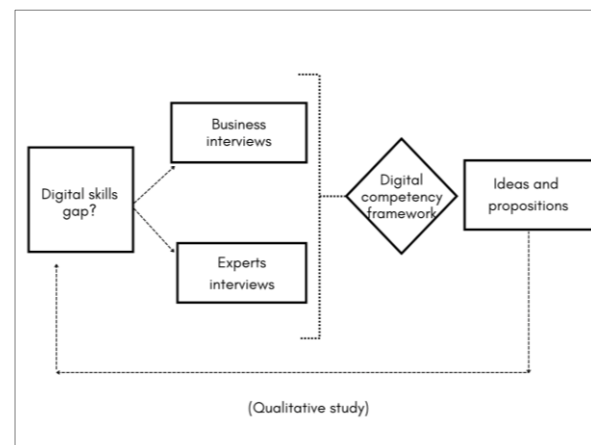 Business
interviews
Digital skills
gap?
Digital
competency
framework
Ideas and
propositions
Experts
interviews
(Qualitative study)